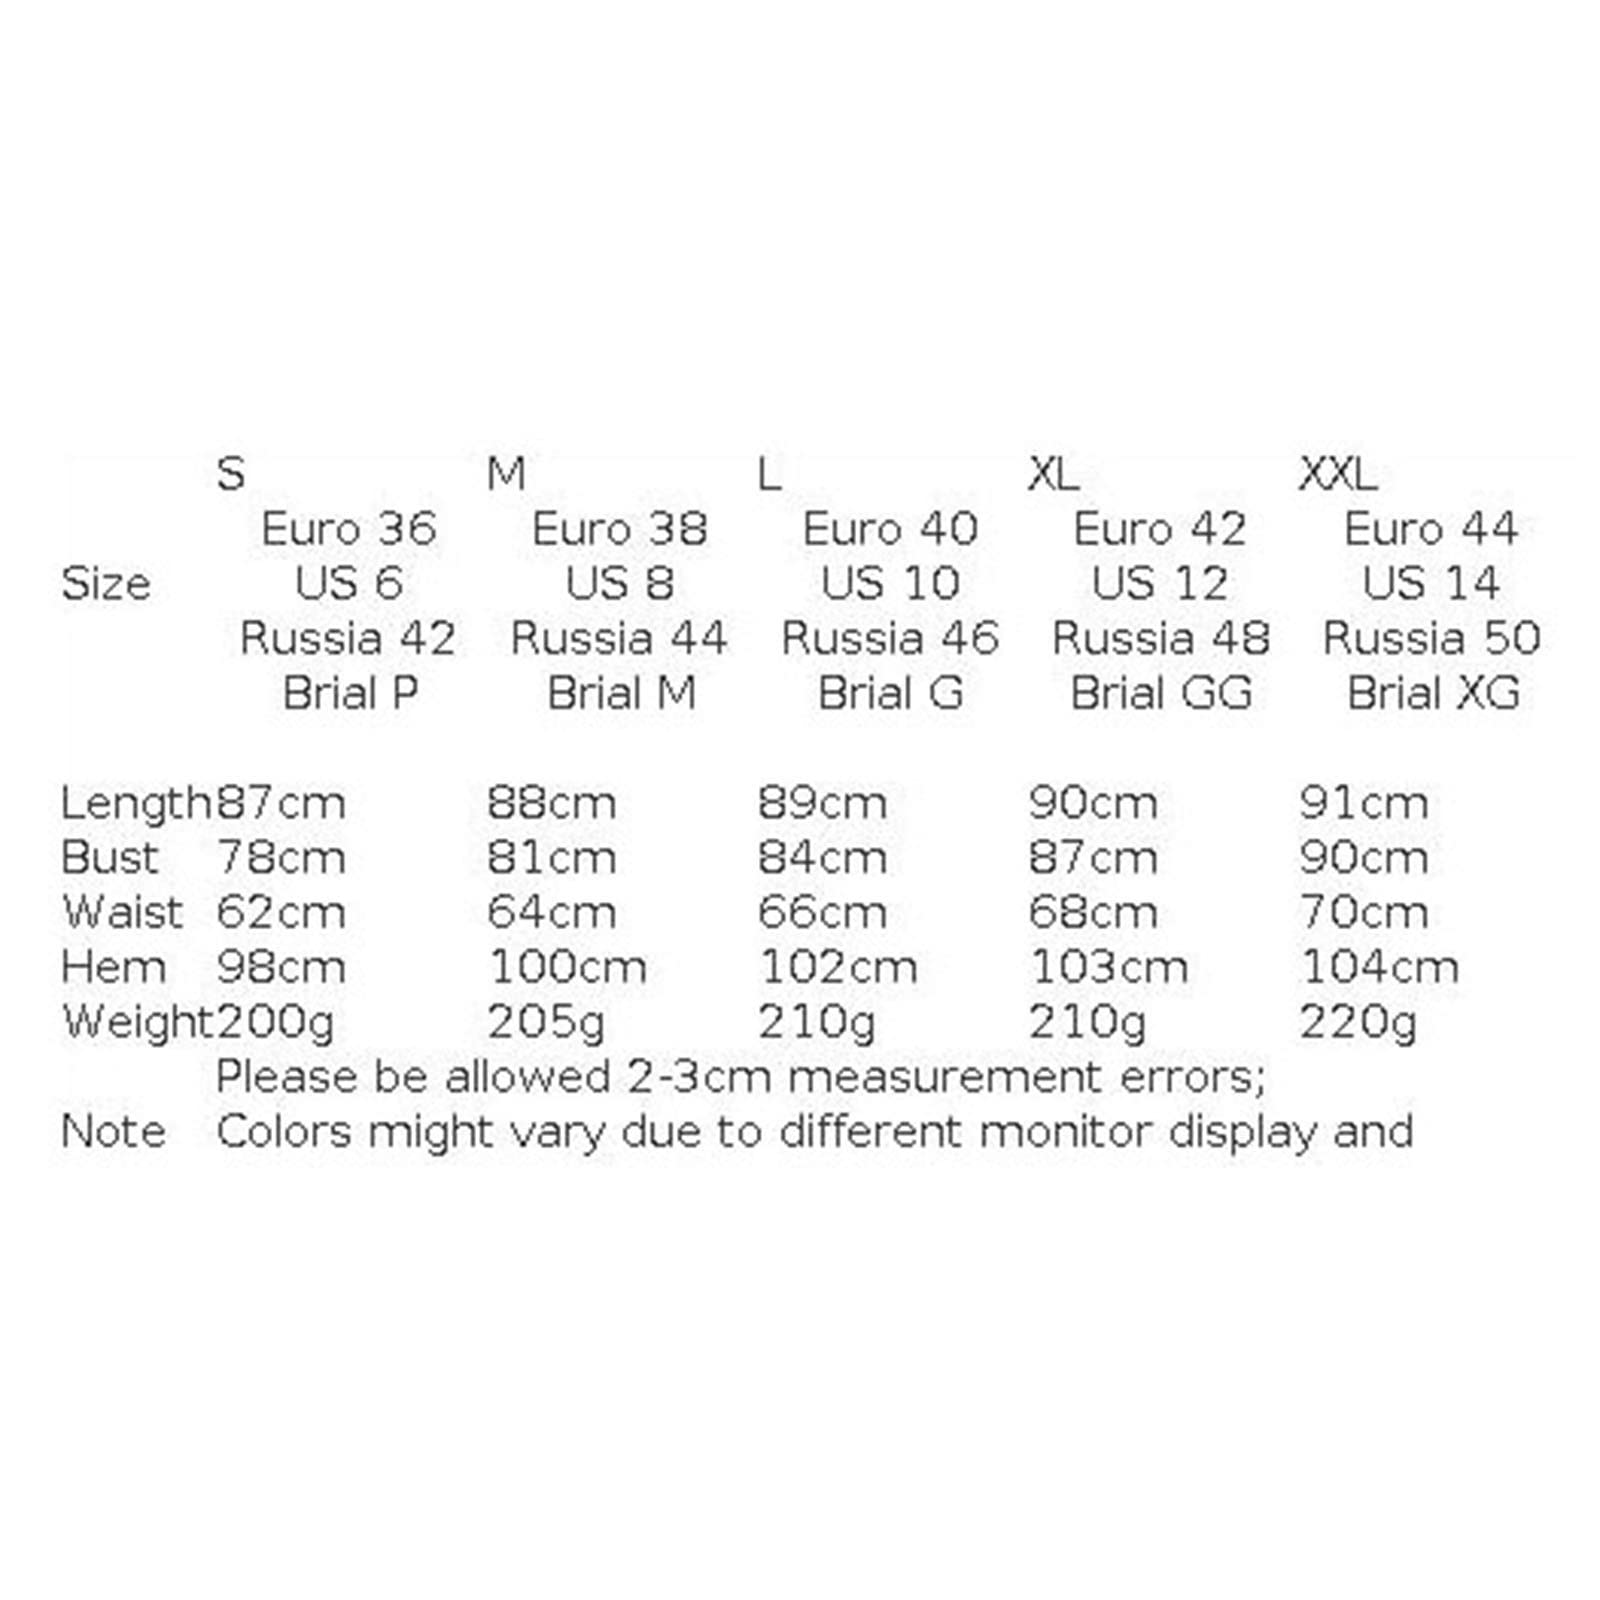 S M L XL XXL
Euro 36 Euro 38 Euro 40 Euro 42 Euro 44
Size US 6 US 8 US 10 US 12 US 14
Russia 42 Russia 44 Russia 46 Russia 48 Russia 50
Brial P Brial M Brial G Brial GG Brial XG
Length 87cm 88cm 89cm 90cm 91cm
Bust 78cm 81cm 84cm 87cm 90cm
Waist 62cm 64cm 66cm 68cm 70cm
Hem 98cm 100cm 102cm 103cm 104cm
Weight 200g 205g 210g 210g 220g
Please be allowed 2-3cm measurement errors;
Note Colors might vary due to different monitor display and